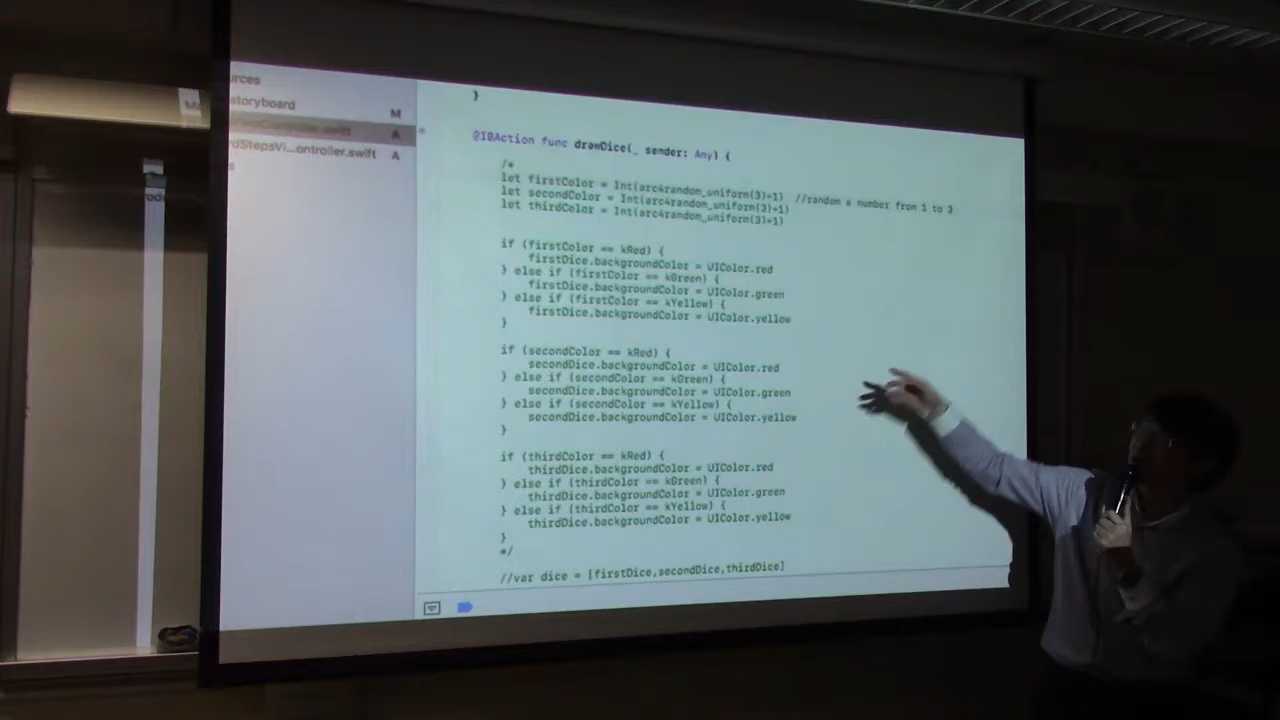 urces
storyboard
M
A
rdStepsVi...ontroller.swift
A
s
}
@IBAction func drawDice(_ sender: Any) {
/*
let firstColor = Int(arc4random_uniform(3)+1) //random a number from 1 to 3
let secondColor = Int(arc4random_uniform(3)+1)
let thirdColor = Int(arc4random_uniform(3)+1)
if (firstColor == kRed) {
firstDice.backgroundColor = UIColor.red
} else if (firstColor == kGreen) {
firstDice.backgroundColor = UIColor.green
} else if (firstColor == kYellow) {
firstDice.backgroundColor = UIColor.yellow
}
if (secondColor == kRed) {
secondDice.backgroundColor = UIColor.red
} else if (secondColor == kGreen) {
secondDice.backgroundColor = UIColor.green
} else if (secondColor == kYellow) {
secondDice.backgroundColor = UIColor.yellow
}
if (thirdColor == kRed) {
thirdDice.backgroundColor = UIColor.red
} else if (thirdColor == kGreen) {
thirdDice.backgroundColor = UIColor.green
} else if (thirdColor == kYellow) {
thirdDice.backgroundColor = UIColor.yellow
}
*/
//var dice = [firstDice,secondDice,thirdDice]